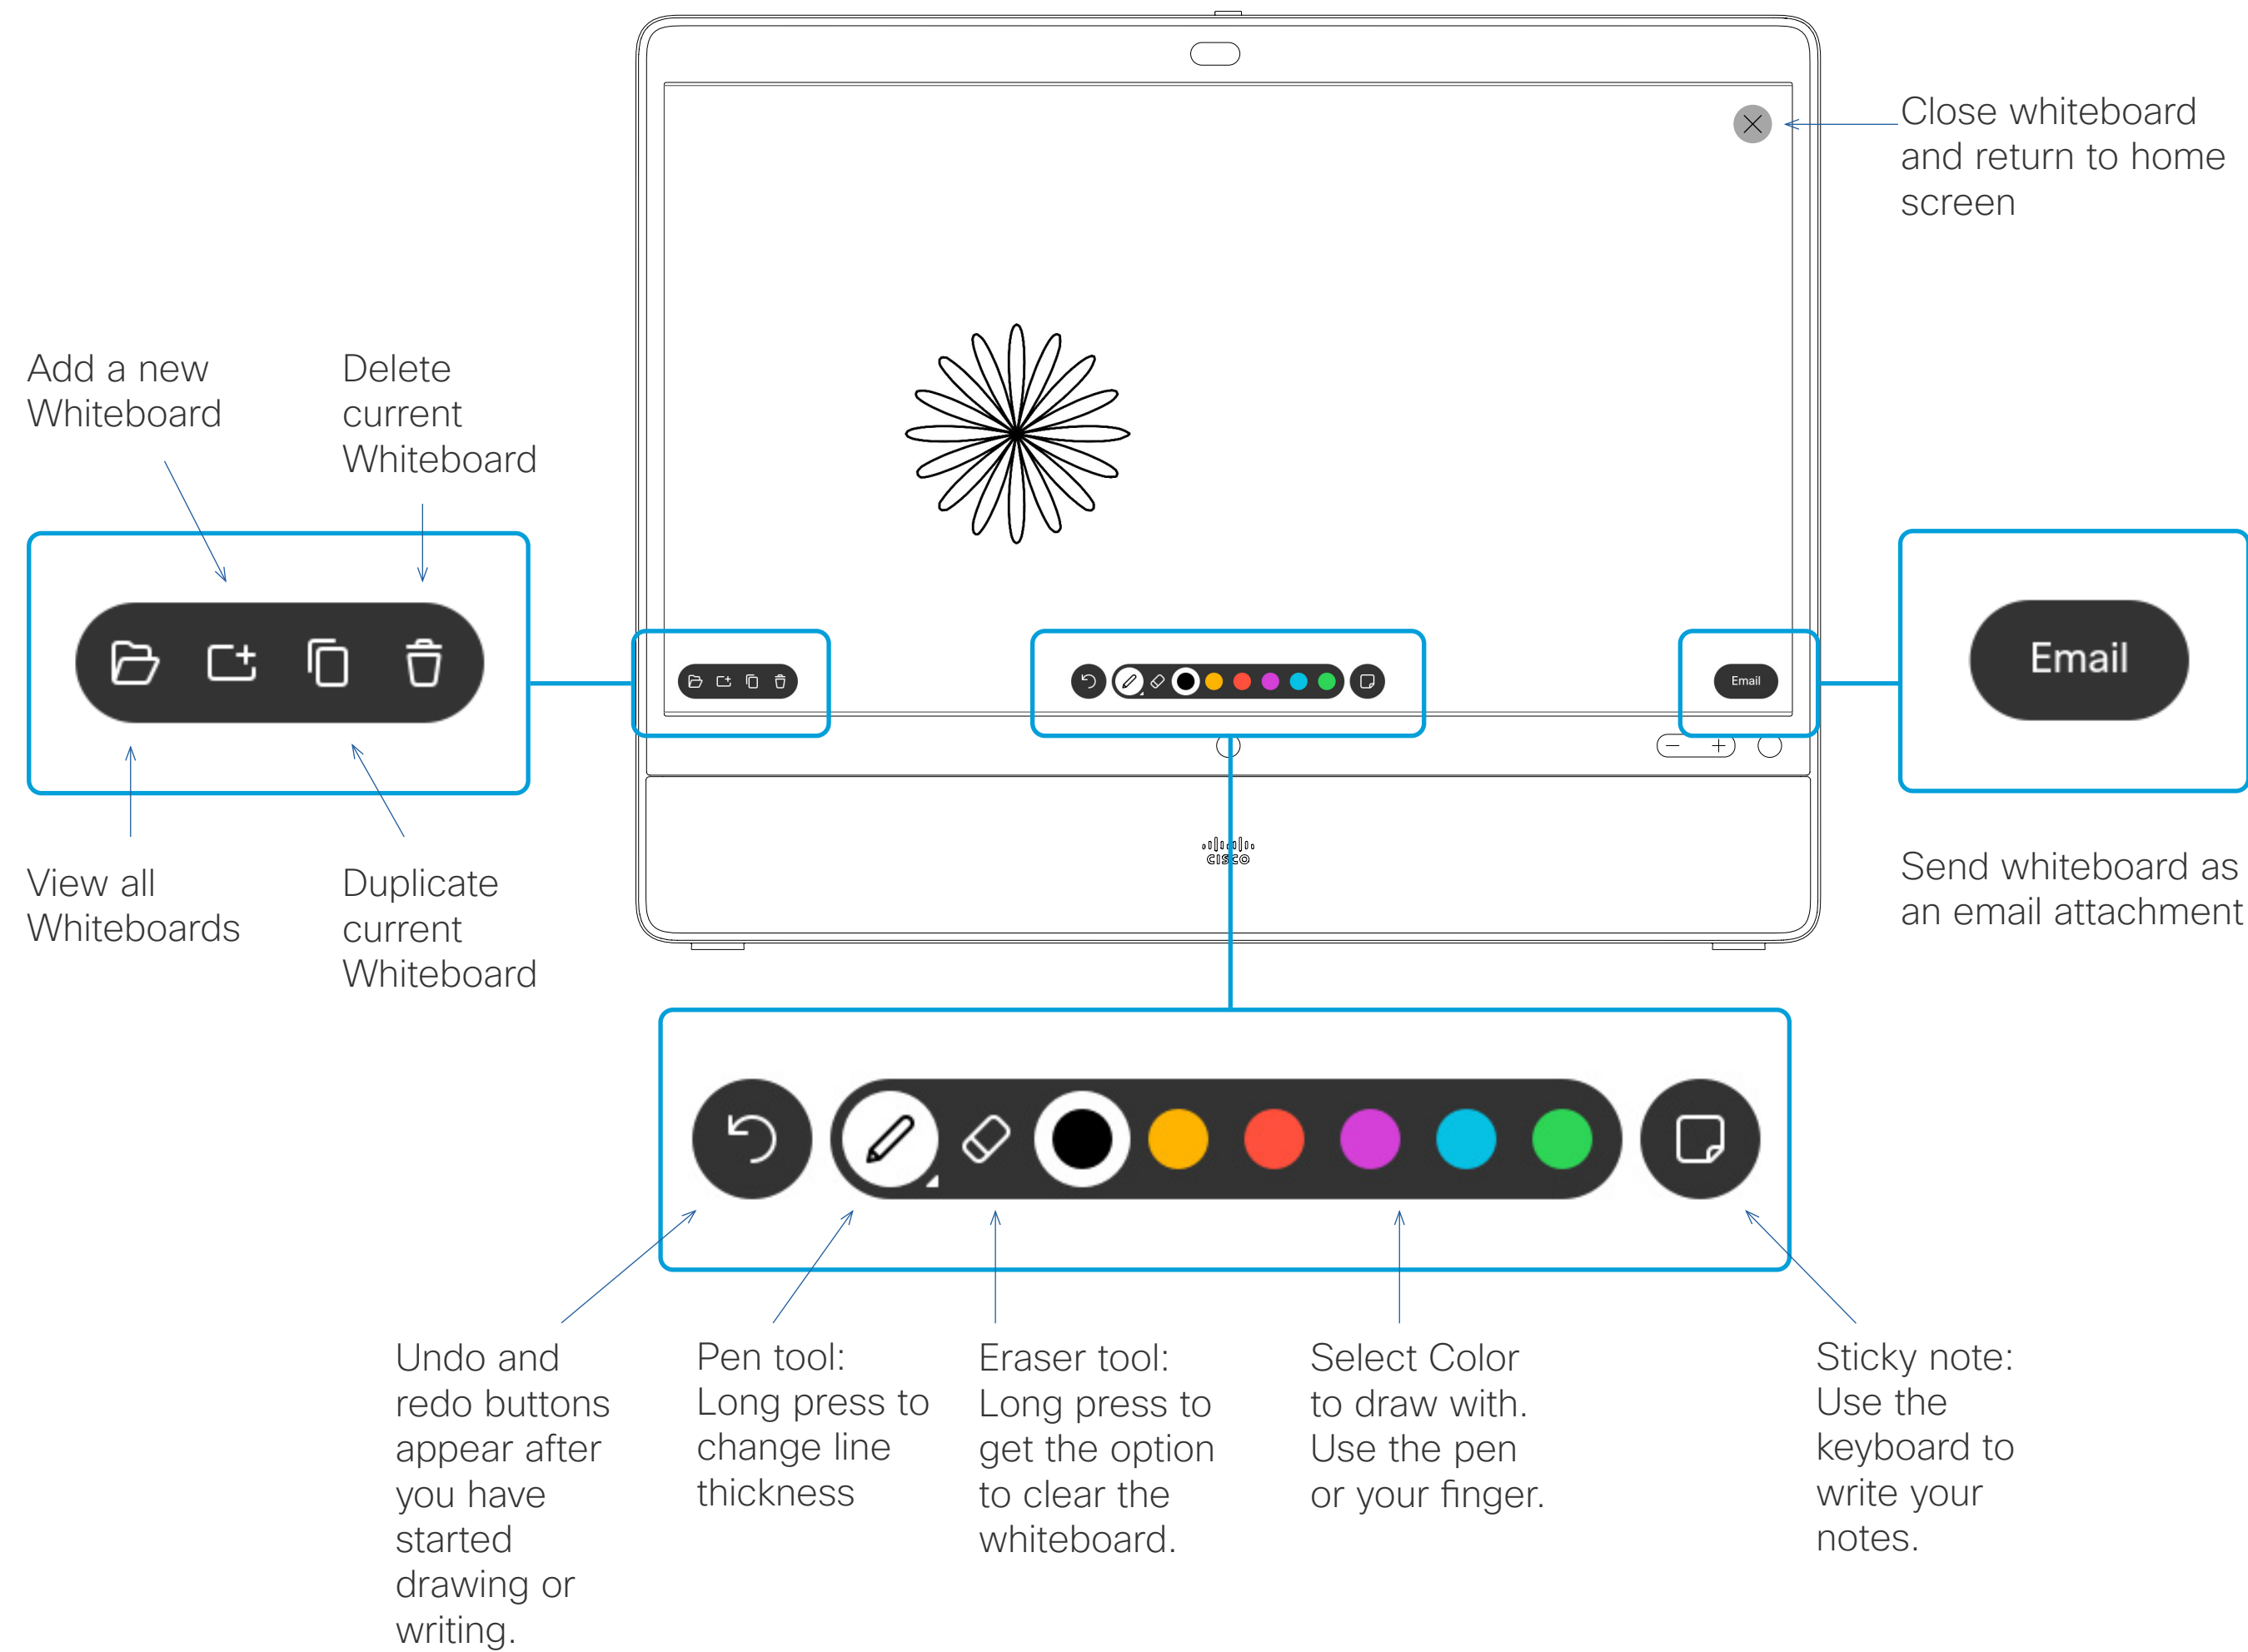 Close whiteboard
and return to home
screen
Add a new
Whiteboard
Delete
current
Whiteboard
Email
Email
View all
Whiteboards
Duplicate
current
Whiteboard
CISCO
Send whiteboard as
an email attachment
Undo and
redo buttons
appear after
you have
started
drawing or
writing.
Pen tool:
Long press to
change line
thickness
Eraser tool:
Long press to
get the option
to clear the
whiteboard.
Select Color
to draw with.
Use the pen
or your finger.
Sticky note:
Use the
keyboard to
write your
notes.